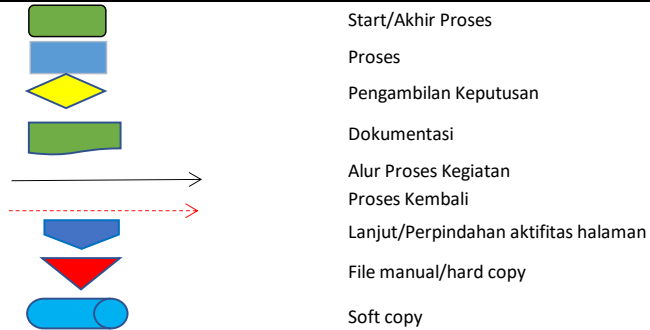 Start/Akhir Proses
Proses
Pengambilan Keputusan
Dokumentasi
Alur Proses Kegiatan
Proses Kembali
Lanjut/Perpindahan aktifitas halaman
File manual/hard copy
Soft copy